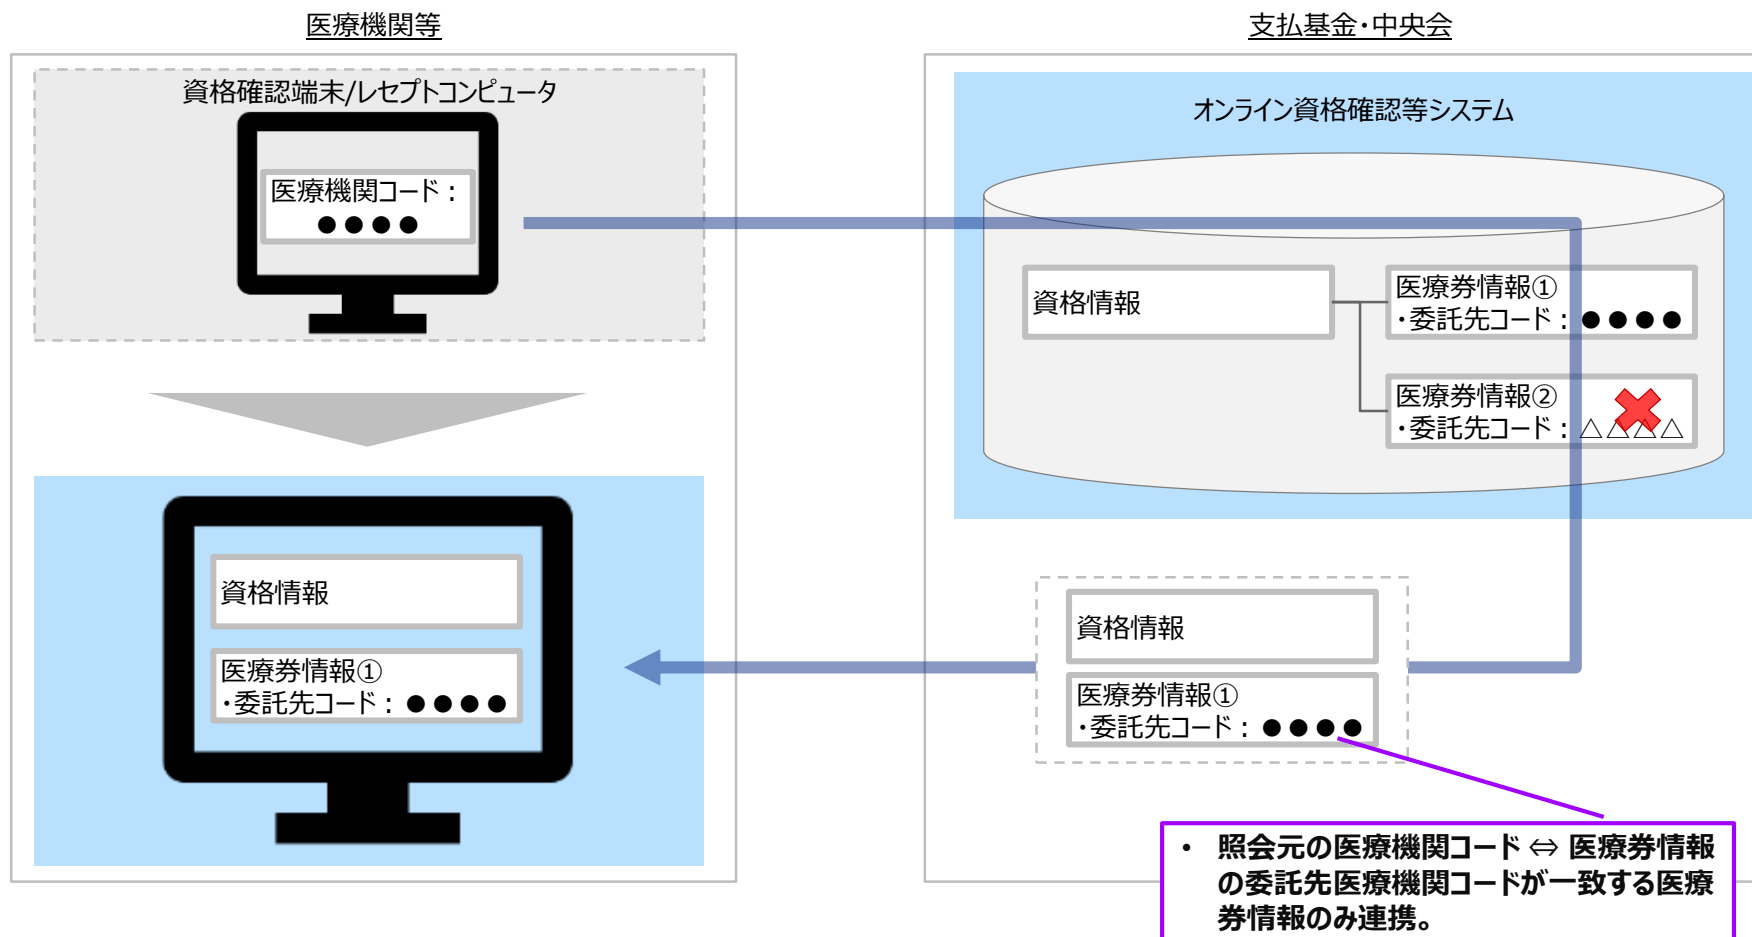 医療機関等
資格確認端末/レセプトコンピュータ
医療機関コード：
●●●●
資格情報
医療券情報①
・委託先コード：●●●●
支払基金・中央会
オンライン資格確認等システム
資格情報
医療券情報①
・委託先コード：●●●●
医療券情報②
・委託先コード：△△△△
資格情報
医療券情報①
・委託先コード：●●●●
• 照会元の医療機関コード ⇔ 医療券情報
の委託先医療機関コードが一致する医療
券情報のみ連携。